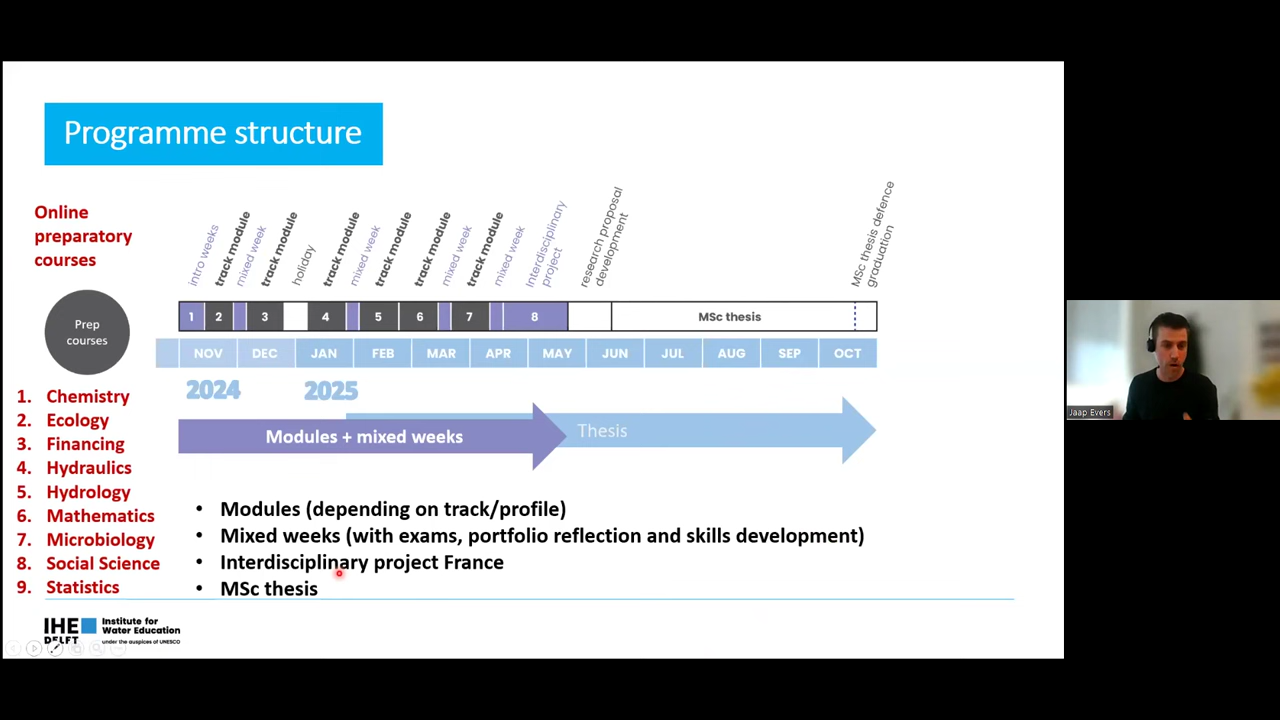 Programme structure
Online
preparatory
courses
Prep
courses
1. Chemistry
2. Ecology
3. Financing
4. Hydraulics
5. Hydrology
6. Mathematics
7. Microbiology
8. Social Science
9. Statistics
intro weeks
track module
mixed week
track module
holiday
track module
mixed week
track module
track module
mixed week
track module
mixed week
Interdisciplinary
project
research proposal
development
MSc thesis defence
graduation
1 2 3 4 5 6 7 8 MSc thesis
NOV DEC JAN FEB MAR APR MAY JUN JUL AUG SEP OCT
2024 2025
Modules + mixed weeks Thesis
• Modules (depending on track/profile)
• Mixed weeks (with exams, portfolio reflection and skills development)
• Interdisciplinary project France
• MSc thesis
IHE DELFT
Institute for
Water Education
under the auspices of UNESCO
Jaap Evers